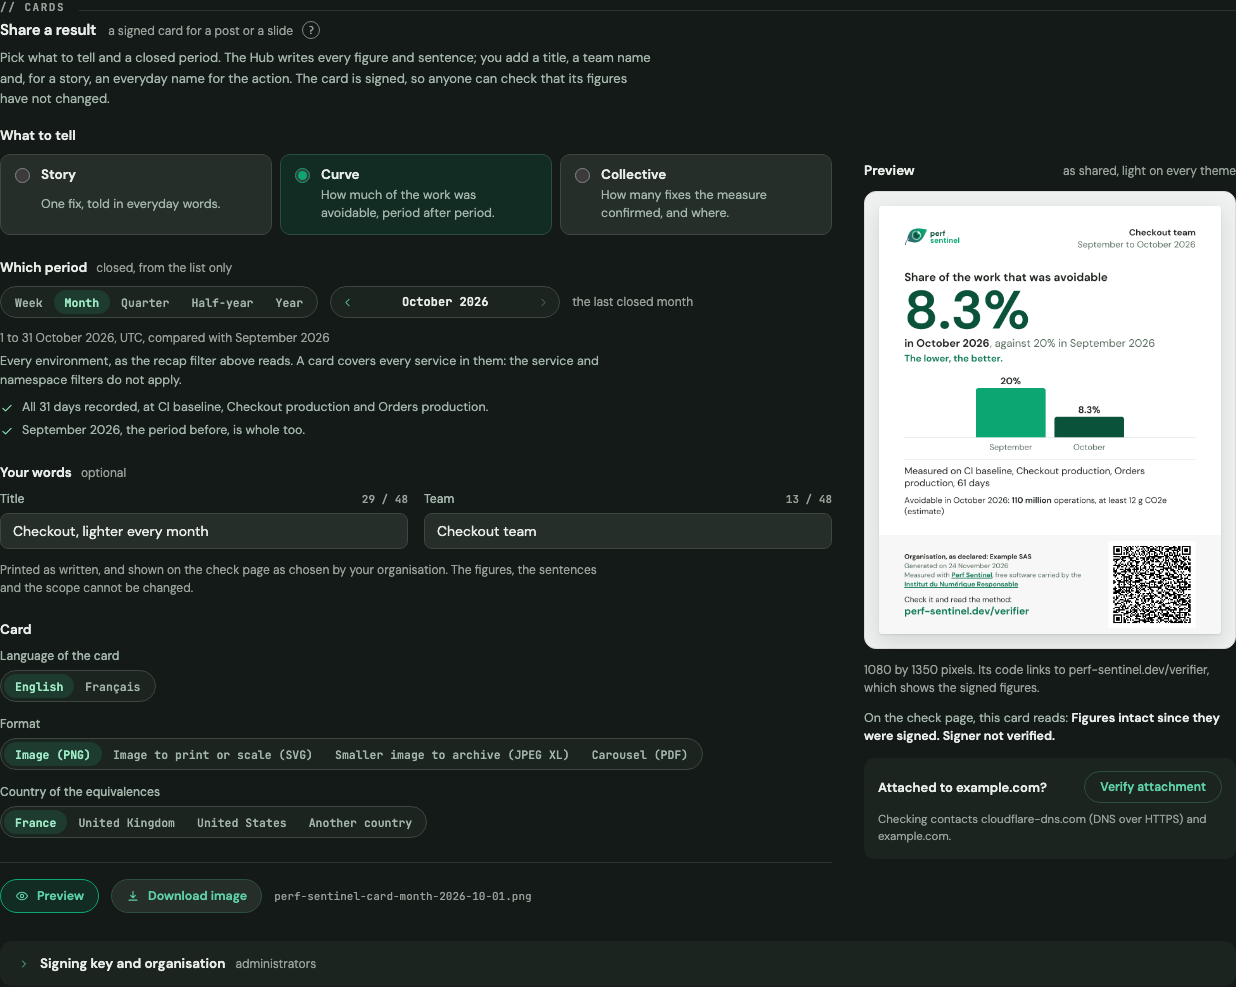 // CARDS
Share a result a signed card for a post or a slide ?
Pick what to tell and a closed period. The Hub writes every figure and sentence; you add a title, a team name
and, for a story, an everyday name for the action. The card is signed, so anyone can check that its figures
have not changed.
What to tell
Story
One fix, told in everyday words.
Curve
How much of the work was
avoidable, period after period.
Collective
How many fixes the measure
confirmed, and where.
Which period closed, from the list only
Week Month Quarter Half-year Year
‹ October 2026 ›
the last closed month
1 to 31 October 2026, UTC, compared with September 2026
Every environment, as the recap filter above reads. A card covers every service in them: the service and
namespace filters do not apply.
✓ All 31 days recorded, at CI baseline, Checkout production and Orders production.
✓ September 2026, the period before, is whole too.
Your words optional
Title 29 / 48
Checkout, lighter every month
Team 13 / 48
Checkout team
Printed as written, and shown on the check page as chosen by your organisation. The figures, the sentences
and the scope cannot be changed.
Card
Language of the card
English Français
Format
Image (PNG) Image to print or scale (SVG) Smaller image to archive (JPEG XL) Carousel (PDF)
Country of the equivalences
France United Kingdom United States Another country
Preview Download image perf-sentinel-card-month-2026-10-01.png
Preview as shared, light on every theme
perf
sentinel
Checkout team
September to October 2026
Share of the work that was avoidable
8.3%
in October 2026, against 20% in September 2026
The lower, the better.
20%
8.3%
September October
Measured on CI baseline, Checkout production, Orders
production, 61 days
Avoidable in October 2026: 110 million operations, at least 12 g CO2e
(estimate)
Organisation, as declared: Example SAS
Generated on 24 November 2026
Measured with Perf Sentinel, free software carried by the
Institut du Numérique Responsable
Check it and read the method:
perf-sentinel.dev/verifier
1080 by 1350 pixels. Its code links to perf-sentinel.dev/verifier,
which shows the signed figures.
On the check page, this card reads: Figures intact since they
were signed. Signer not verified.
Attached to example.com? Verify attachment
Checking contacts cloudflare-dns.com (DNS over HTTPS) and
example.com.
› Signing key and organisation administrators